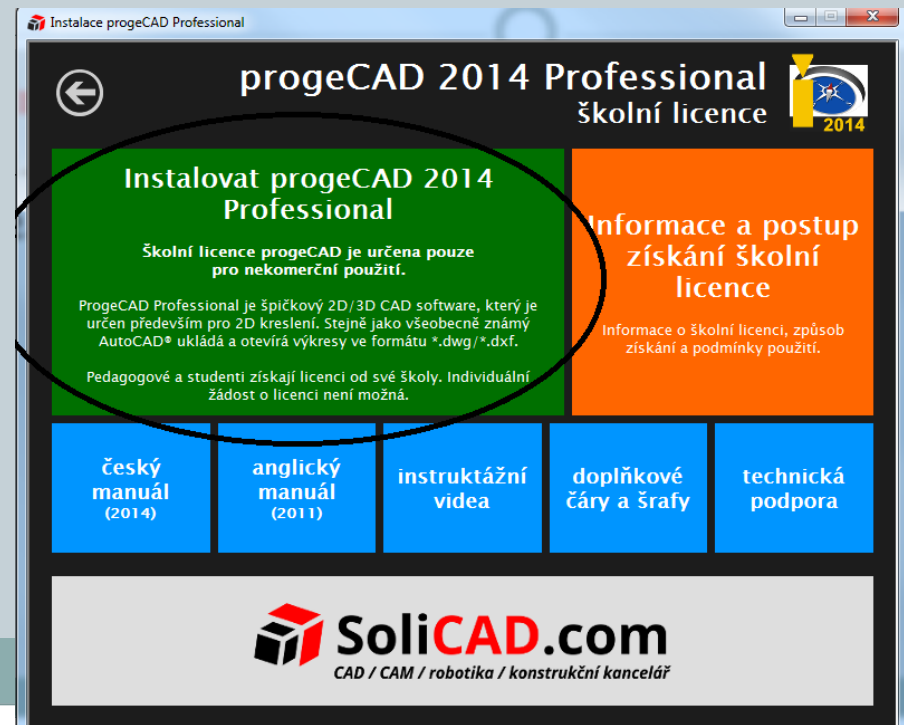 Instalace progeCAD Professional
progeCAD 2014 Professional
školní licence
2014
Instalovat progeCAD 2014
Professional
Školní licence progeCAD je určena pouze
pro nekomerční použití.
ProgeCAD Professional je špičkový 2D/3D CAD software, který je
určen především pro 2D kreslení. Stejně jako všeobecně známý
AutoCAD® ukládá a otevírá výkresy ve formátu *.dwg/*.dxf.
Pedagogové a studenti získají licenci od své školy. Individuální
žádost o licenci není možná.
Informace a postup
získání školní
licence
Informace o školní licenci, způsob
získání a podmínky použití.
český
manuál
(2014)
anglický
manuál
(2011)
instruktážní
videa
doplňkové
čáry a šrafy
technická
podpora
SoliCAD.com
CAD / CAM / robotika / konstrukční kancelář